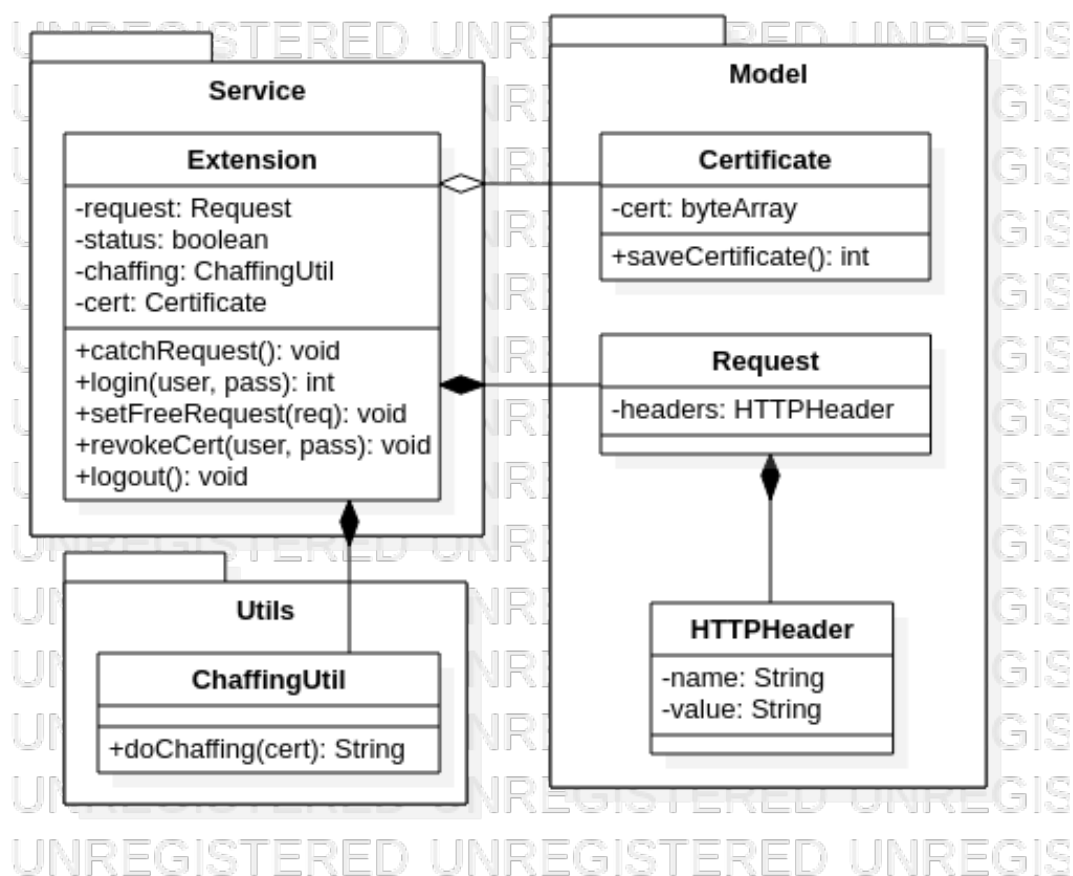 Service
Extension
-request: Request
-status: boolean
-chaffing: ChaffingUtil
-cert: Certificate
+catchRequest(): void
+login(user, pass): int
+setFreeRequest(req): void
+revokeCert(user, pass): void
+logout(): void
Utils
ChaffingUtil
+doChaffing(cert): String
Model
Certificate
-cert: byteArray
+saveCertificate(): int
Request
-headers: HTTPHeader
HTTPHeader
-name: String
-value: String
UNREGISTERED UNREGIS